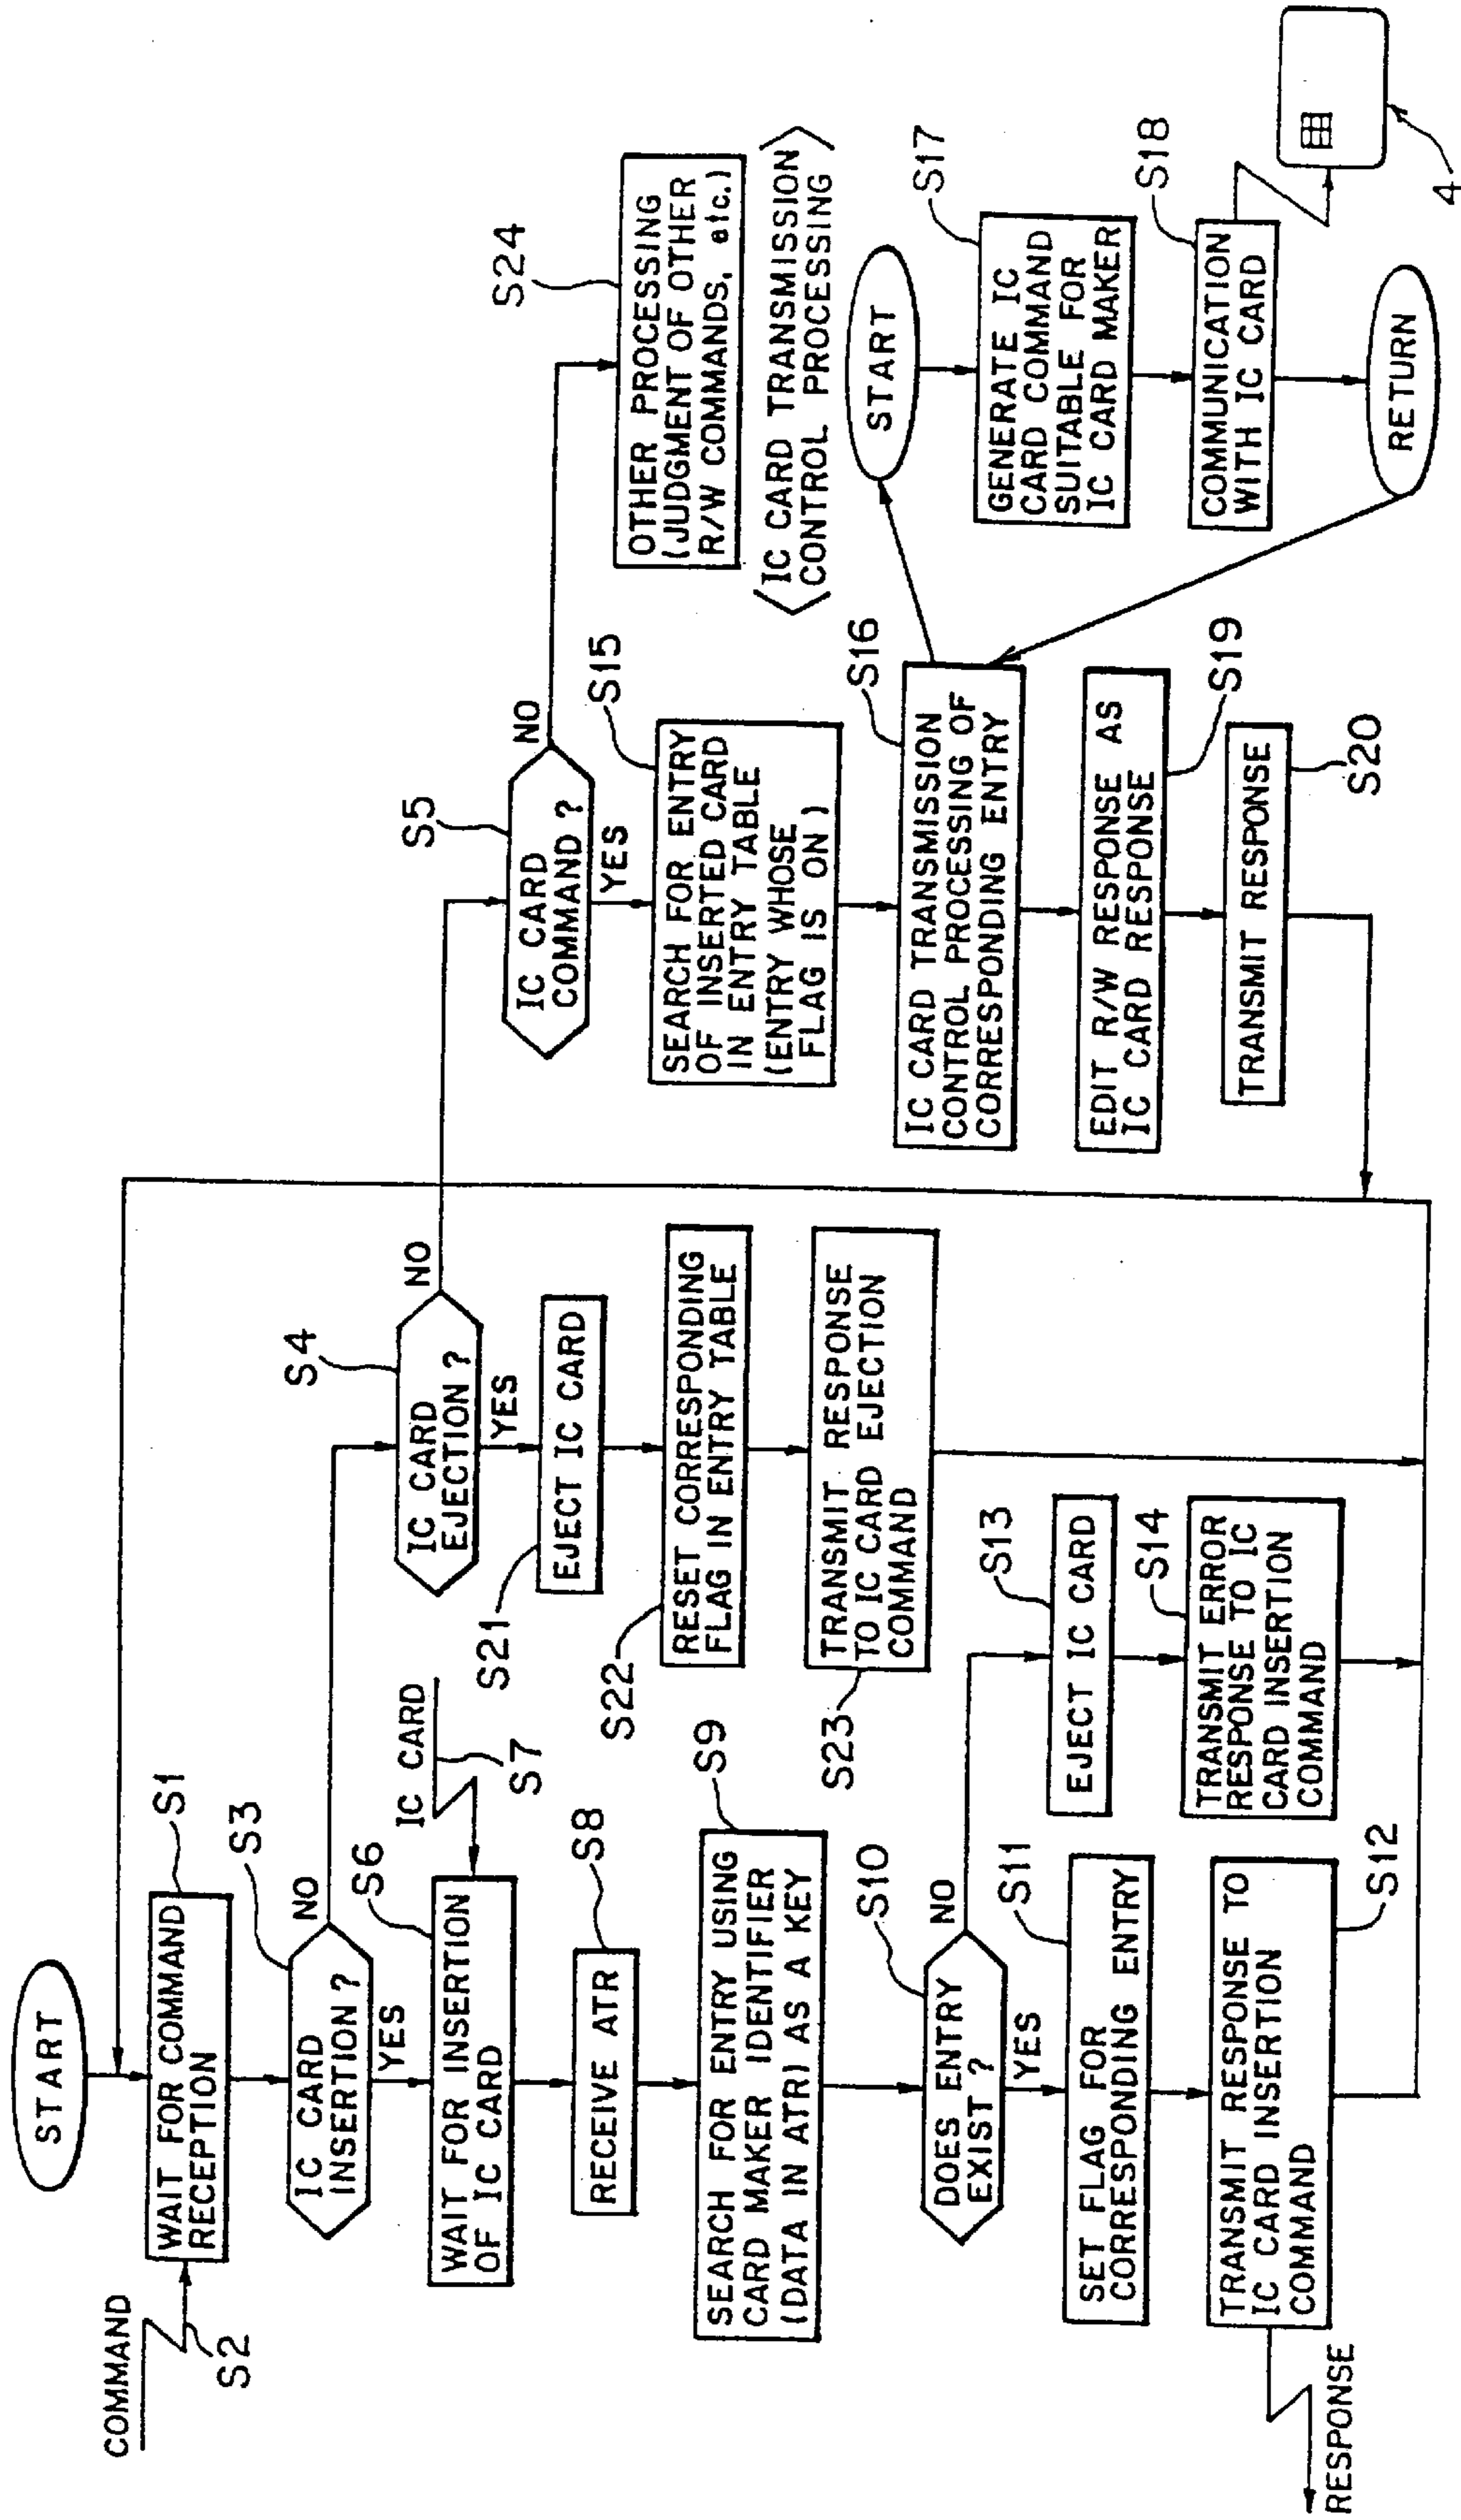 START
COMMAND
S2
WAIT FOR COMMAND
RECEPTION
S1
S3
IC CARD
INSERTION ?
NO
YES
S6
IC CARD
S7
WAIT FOR INSERTION
OF IC CARD
RECEIVE ATR
S8
SEARCH FOR ENTRY USING
CARD MAKER IDENTIFIER
(DATA IN ATR) AS A KEY
S9
S10
DOES ENTRY
EXIST ?
NO
YES
S11
SET FLAG FOR
CORRESPONDING ENTRY
TRANSMIT RESPONSE TO
IC CARD INSERTION
COMMAND
S12
RESPONSE
S13
EJECT IC CARD
S14
TRANSMIT ERROR
RESPONSE TO IC
CARD INSERTION
COMMAND
S4
IC CARD
EJECTION ?
NO
YES
S21
EJECT IC CARD
S22
RESET CORRESPONDING
FLAG IN ENTRY TABLE
S23
TRANSMIT RESPONSE
TO IC CARD EJECTION
COMMAND
S5
IC CARD
COMMAND ?
NO
YES
S15
SEARCH FOR ENTRY
OF INSERTED CARD
IN ENTRY TABLE
(ENTRY WHOSE
FLAG IS ON )
S16
IC CARD TRANSMISSION
CONTROL PROCESSING OF
CORRESPONDING ENTRY
EDIT R/W RESPONSE AS
IC CARD RESPONSE
S19
TRANSMIT RESPONSE
S20
S24
OTHER PROCESSING
(JUDGMENT OF OTHER
R/W COMMANDS, etc.)
〈IC CARD TRANSMISSION
CONTROL PROCESSING〉
START
S17
GENERATE IC
CARD COMMAND
SUITABLE FOR
IC CARD MAKER
S18
COMMUNICATION
WITH IC CARD
4
RETURN